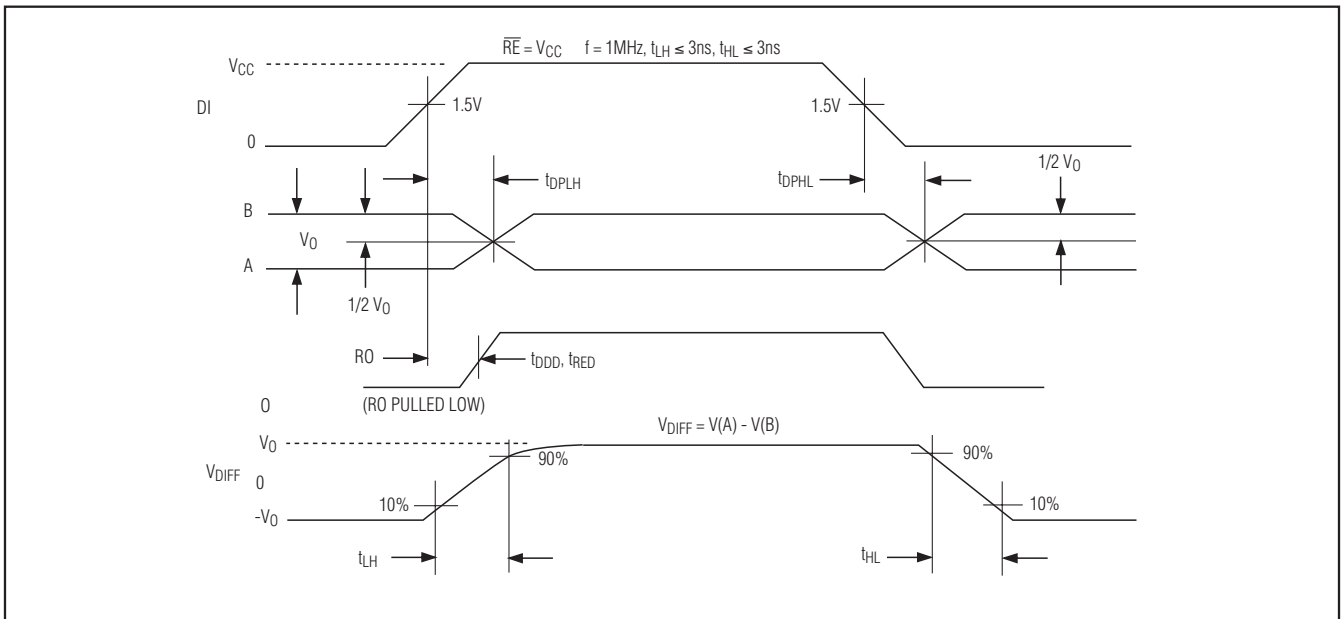 R̅E̅ = VCC f = 1MHz, tLH ≤ 3ns, tHL ≤ 3ns
VCC
DI
1.5V
1.5V
0
1/2 VO
tDPLH
tDPHL
B
VO
A
1/2 VO
RO
tDDD, tRED
O
(RO PULLED LOW)
VDIFF = V(A) - V(B)
VO
90%
90%
VDIFF
0
10%
10%
-VO
tLH
tHL